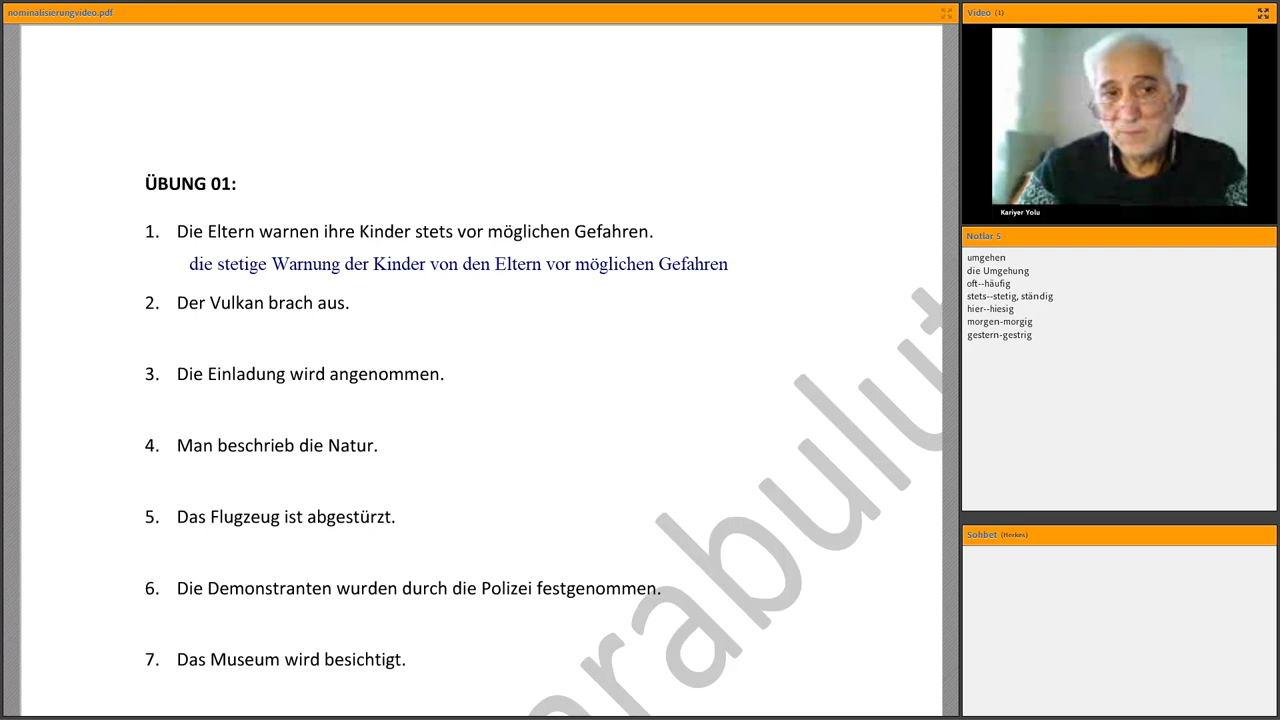 nominalisierungvideo.pdf
ÜBUNG 01:
1. Die Eltern warnen ihre Kinder stets vor möglichen Gefahren.
die stetige Warnung der Kinder von den Eltern vor möglichen Gefahren
2. Der Vulkan brach aus.
3. Die Einladung wird angenommen.
4. Man beschrieb die Natur.
5. Das Flugzeug ist abgestürzt.
6. Die Demonstranten wurden durch die Polizei festgenommen.
7. Das Museum wird besichtigt.
arabulut
Video (1)
Kariyer Yolu
Notlar 5
umgehen
die Umgehung
oft--häufig
stets--stetig, ständig
hier--hiesig
morgen-morgig
gestern-gestrig
Sohbet (Herkes)